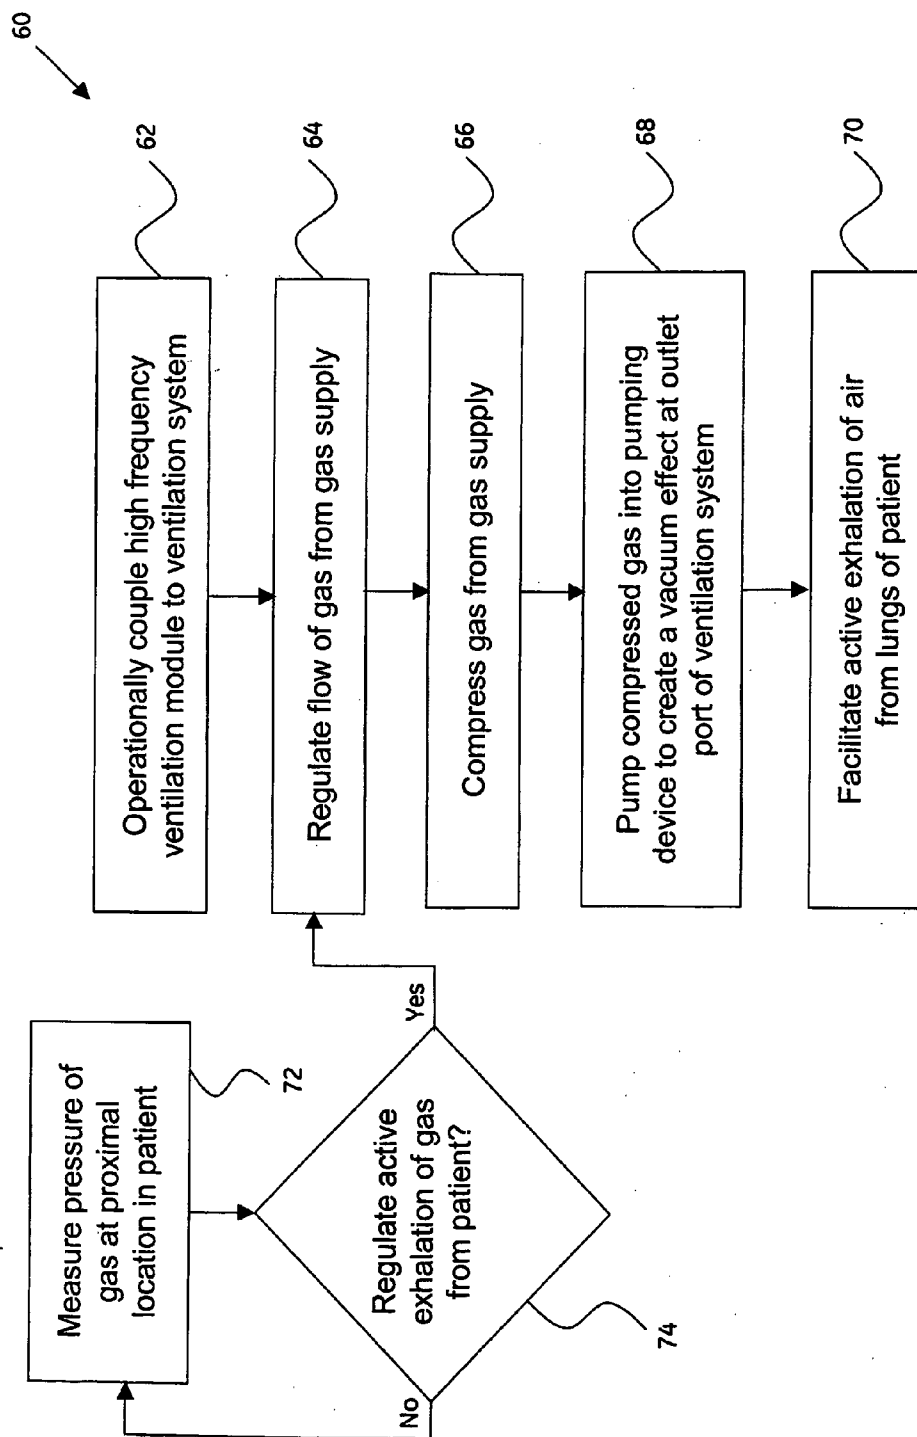 60
Operationally couple high frequency
ventilation module to ventilation system
62
Regulate flow of gas from gas supply
64
Compress gas from gas supply
66
Pump compressed gas into pumping
device to create a vacuum effect at outlet
port of ventilation system
68
Facilitate active exhalation of air
from lungs of patient
70
Measure pressure of
gas at proximal
location in patient
72
Regulate active
exhalation of gas
from patient?
74
Yes
No